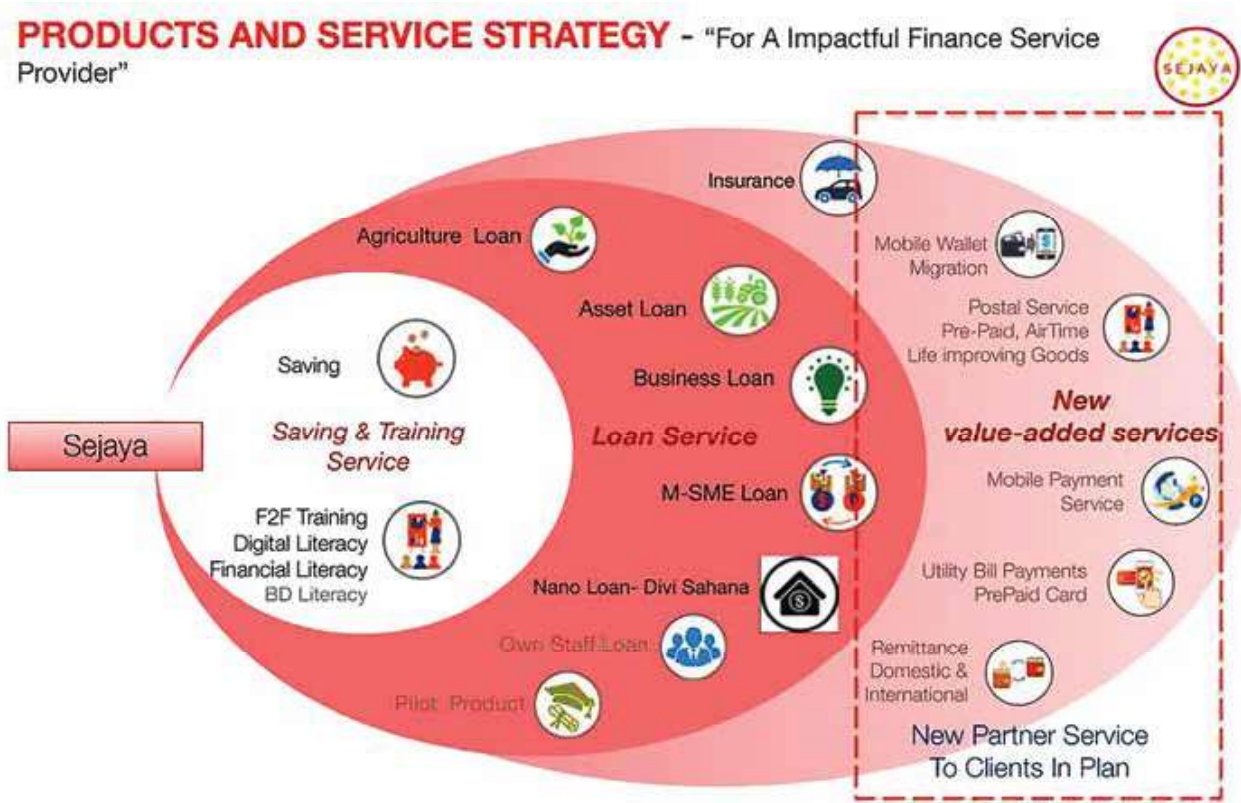 PRODUCTS AND SERVICE STRATEGY - "For A Impactful Finance Service
Provider"
SEJAYA
Insurance
Agriculture Loan
Mobile Wallet
Migration
Asset Loan
Postal Service
Pre-Paid, AirTime
Life improving Goods
Saving
Business Loan
New
value-added services
Sejaya
Saving & Training
Service
Loan Service
M-SME Loan
Mobile Payment
Service
F2F Training
Digital Literacy
Financial Literacy
BD Literacy
Nano Loan- Divi Sahana
Utility Bill Payments
PrePaid Card
Own Staff Loan
Remittance
Domestic &
International
Pilot Product
New Partner Service
To Clients In Plan